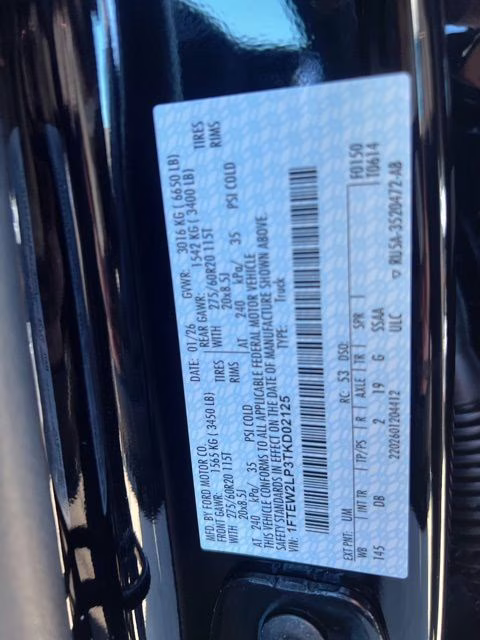 MFD. BY FORD MOTOR CO. DATE: 01/26 GVWR: 3016 KG ( 6650 LB)
FRONT GAWR: 1565 KG (3450 LB) REAR GAWR: 1542 KG ( 3400 LB)
WITH 275/60R20 115T TIRES WITH 275/60R20 115T TIRES
20x8.5J RIMS 20x8.5J RIMS
AT 240 kPa/ 35 PSI COLD AT 240 kPa/ 35 PSI COLD
THIS VEHICLE CONFORMS TO ALL APPLICABLE FEDERAL MOTOR VEHICLE
SAFETY STANDARDS IN EFFECT ON THE DATE OF MANUFACTURE SHOWN ABOVE.
VIN: 1FTEW2LP3TKD02125 TYPE: Truck
F0150
T0614
EXT PNT: UM RC: 53 DSO:
WB INT TR TP/PS R AXLE TR SPR
145 DB 2 19 G SSAA
2202601204412 ULC ▽ RU5A-3520472-AB